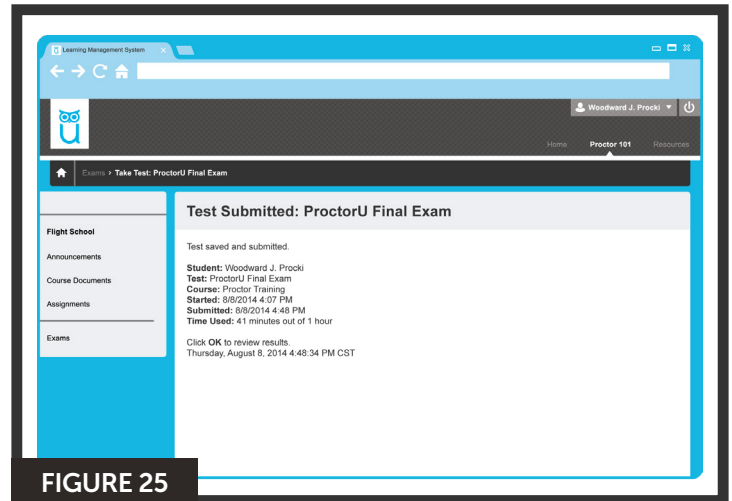 Learning Management System
Woodward J. Procki
Home Proctor 101 Resources
Exams › Take Test: ProctorU Final Exam
Flight School
Announcements
Course Documents
Assignments
Exams
Test Submitted: ProctorU Final Exam
Test saved and submitted.
Student: Woodward J. Procki
Test: ProctorU Final Exam
Course: Proctor Training
Started: 8/8/2014 4:07 PM
Submitted: 8/8/2014 4:48 PM
Time Used: 41 minutes out of 1 hour
Click OK to review results.
Thursday, August 8, 2014 4:48:34 PM CST
FIGURE 25